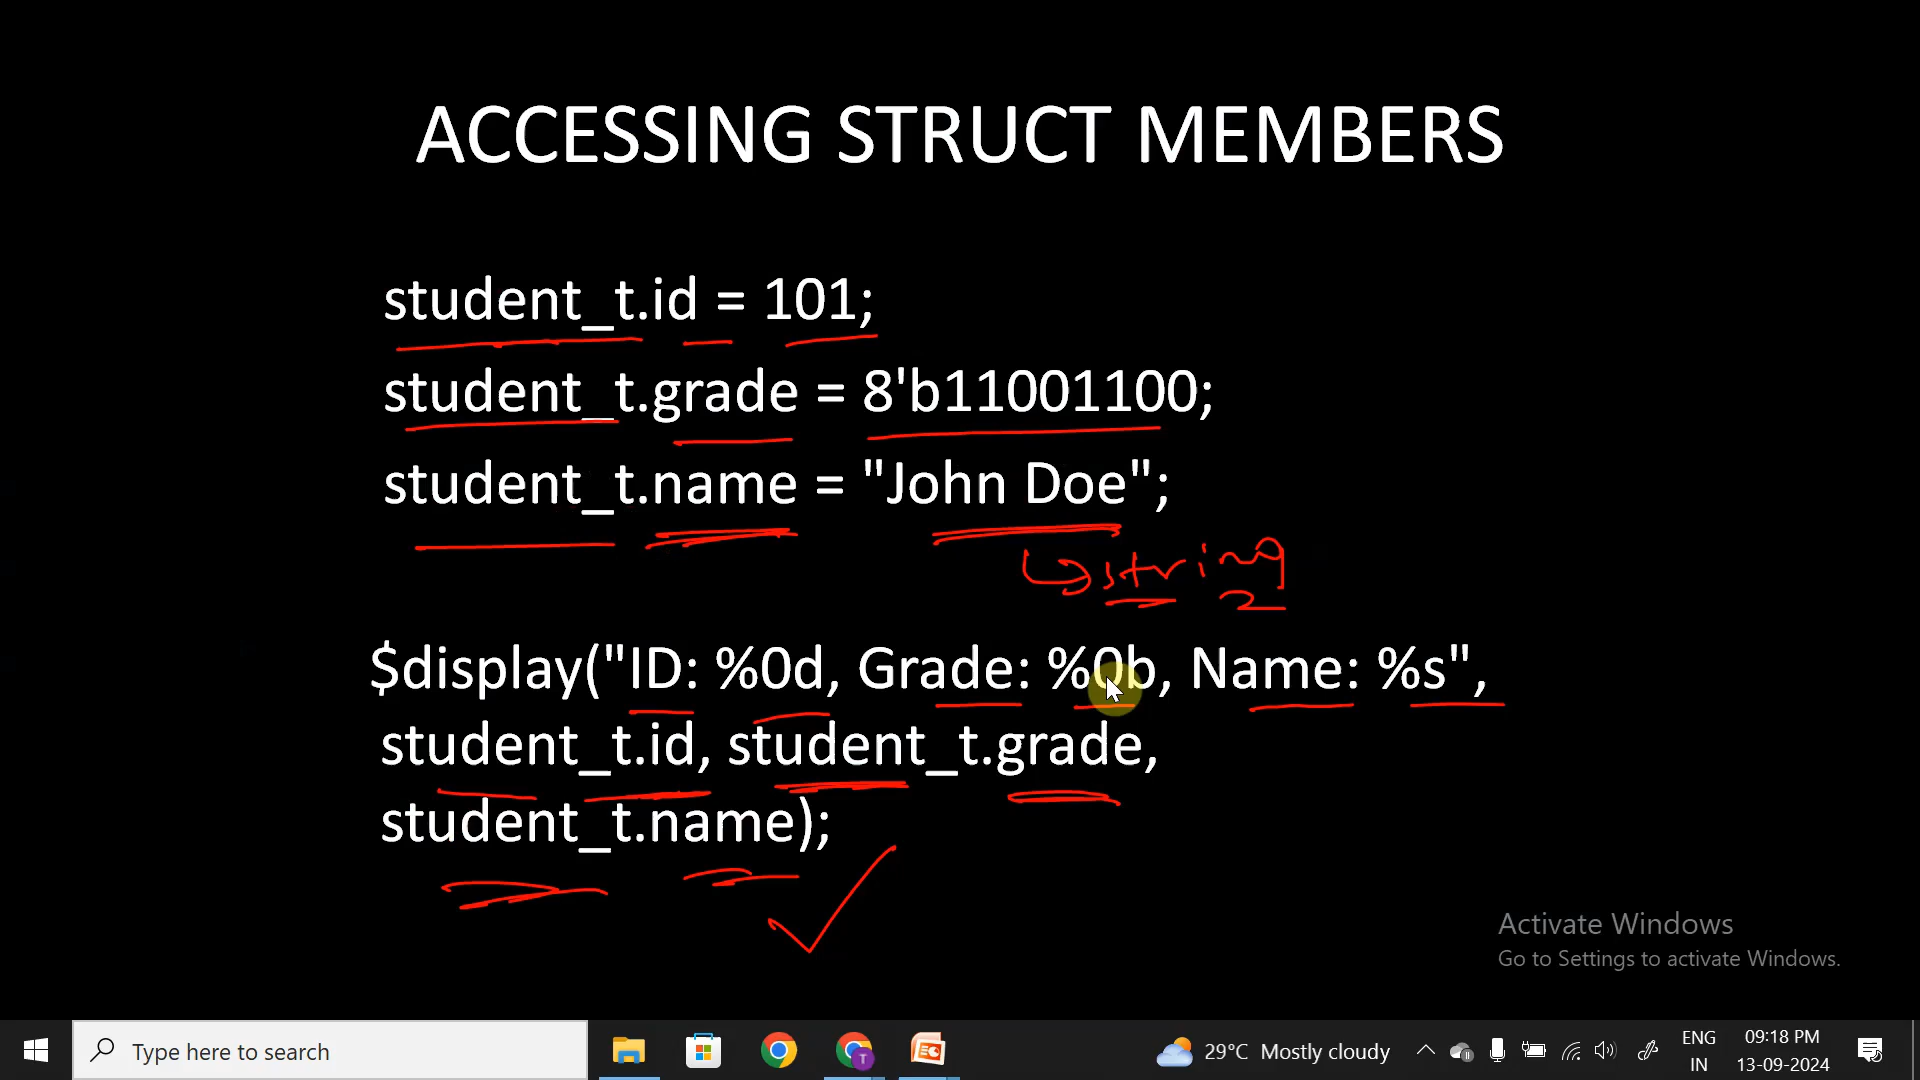 ACCESSING STRUCT MEMBERS
student_t.id = 101;
student_t.grade = 8'b11001100;
student_t.name = "John Doe";
string
$display("ID: %0d, Grade: %0b, Name: %s",
student_t.id, student_t.grade,
student_t.name);
Activate Windows
Go to Settings to activate Windows.
Type here to search
T
29°C Mostly cloudy
ENG
IN
09:18 PM
13-09-2024